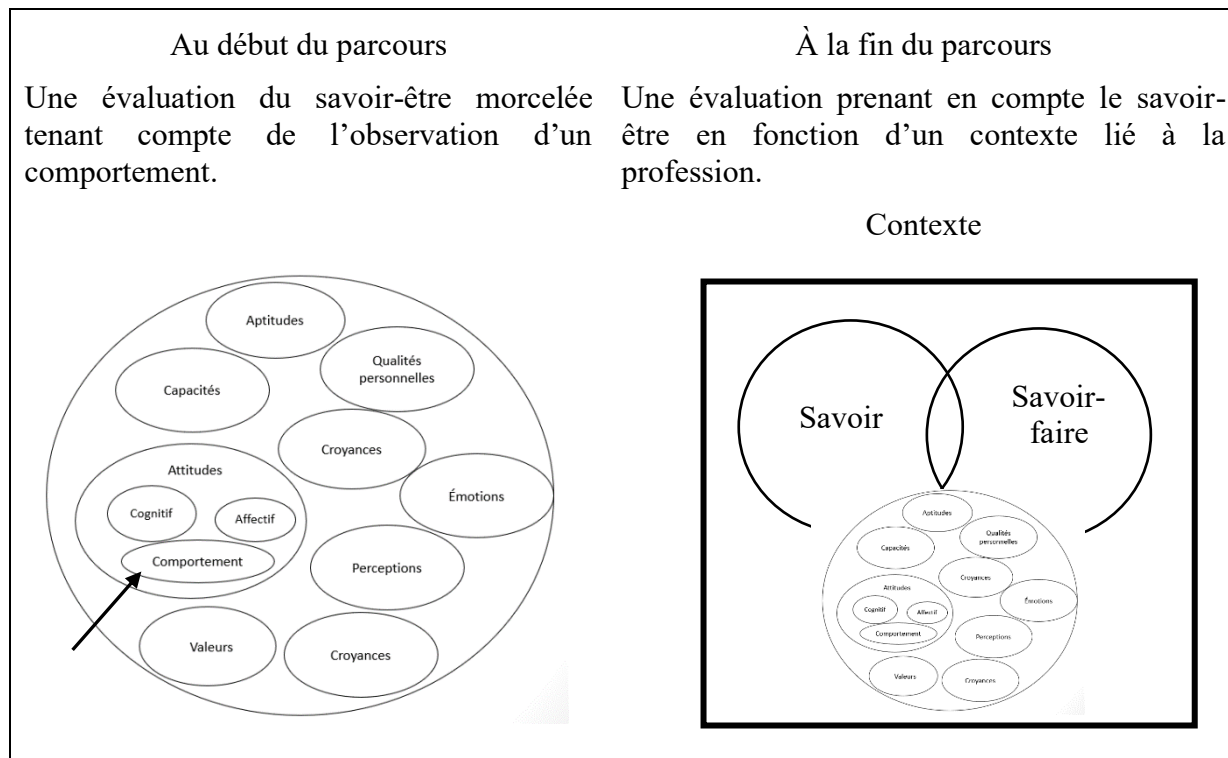 Au début du parcours
Une évaluation du savoir-être morcelée
tenant compte de l'observation d'un
comportement.
Aptitudes
Qualités
personnelles
Capacités
Croyances
Attitudes
Émotions
Cognitif
Affectif
Comportement
Perceptions
Valeurs
Croyances
À la fin du parcours
Une évaluation prenant en compte le savoir-
être en fonction d'un contexte lié à la
profession.
Contexte
Savoir
Savoir-
faire
Aptitudes
Qualités
personnelles
Capacités
Croyances
Attitudes
Émotions
Cognitif
Affectif
Comportement
Perceptions
Valeurs
Croyances